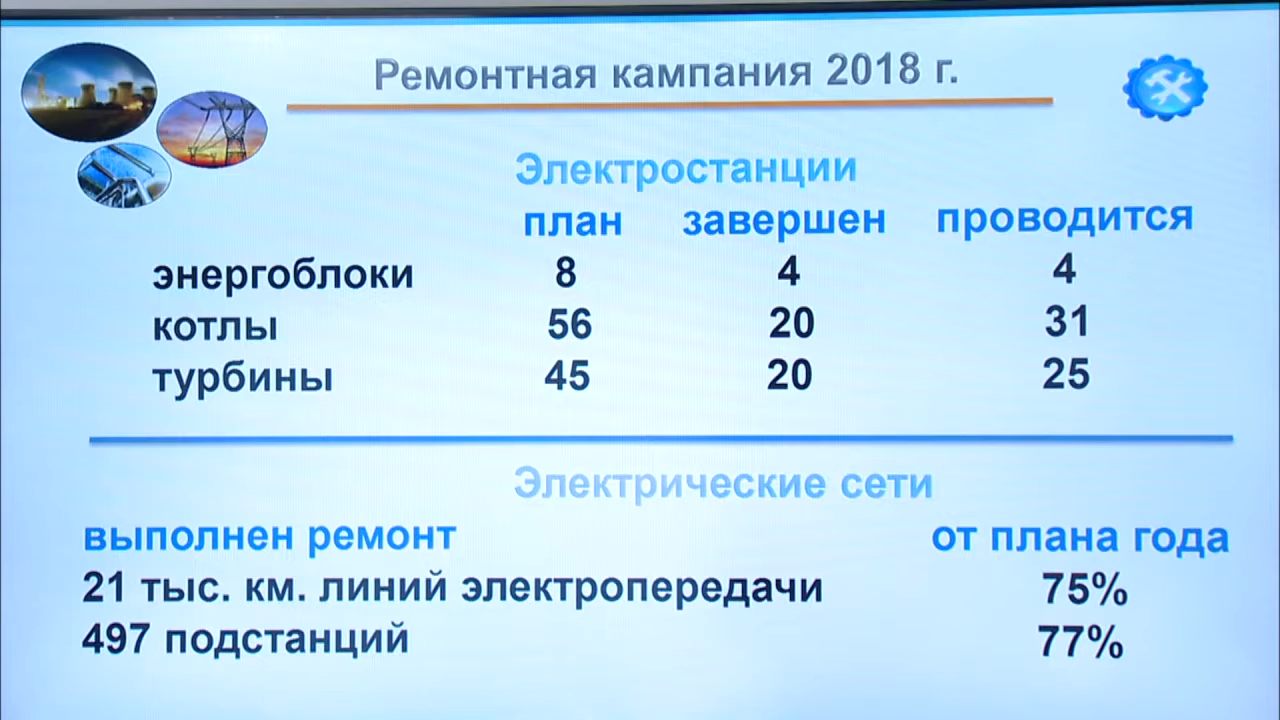 Ремонтная кампания 2018 г.
Электростанции
план завершен проводится
энергоблоки 8 4 4
котлы 56 20 31
турбины 45 20 25
Электрические сети
выполнен ремонт от плана года
21 тыс. км. линий электропередачи 75%
497 подстанций 77%